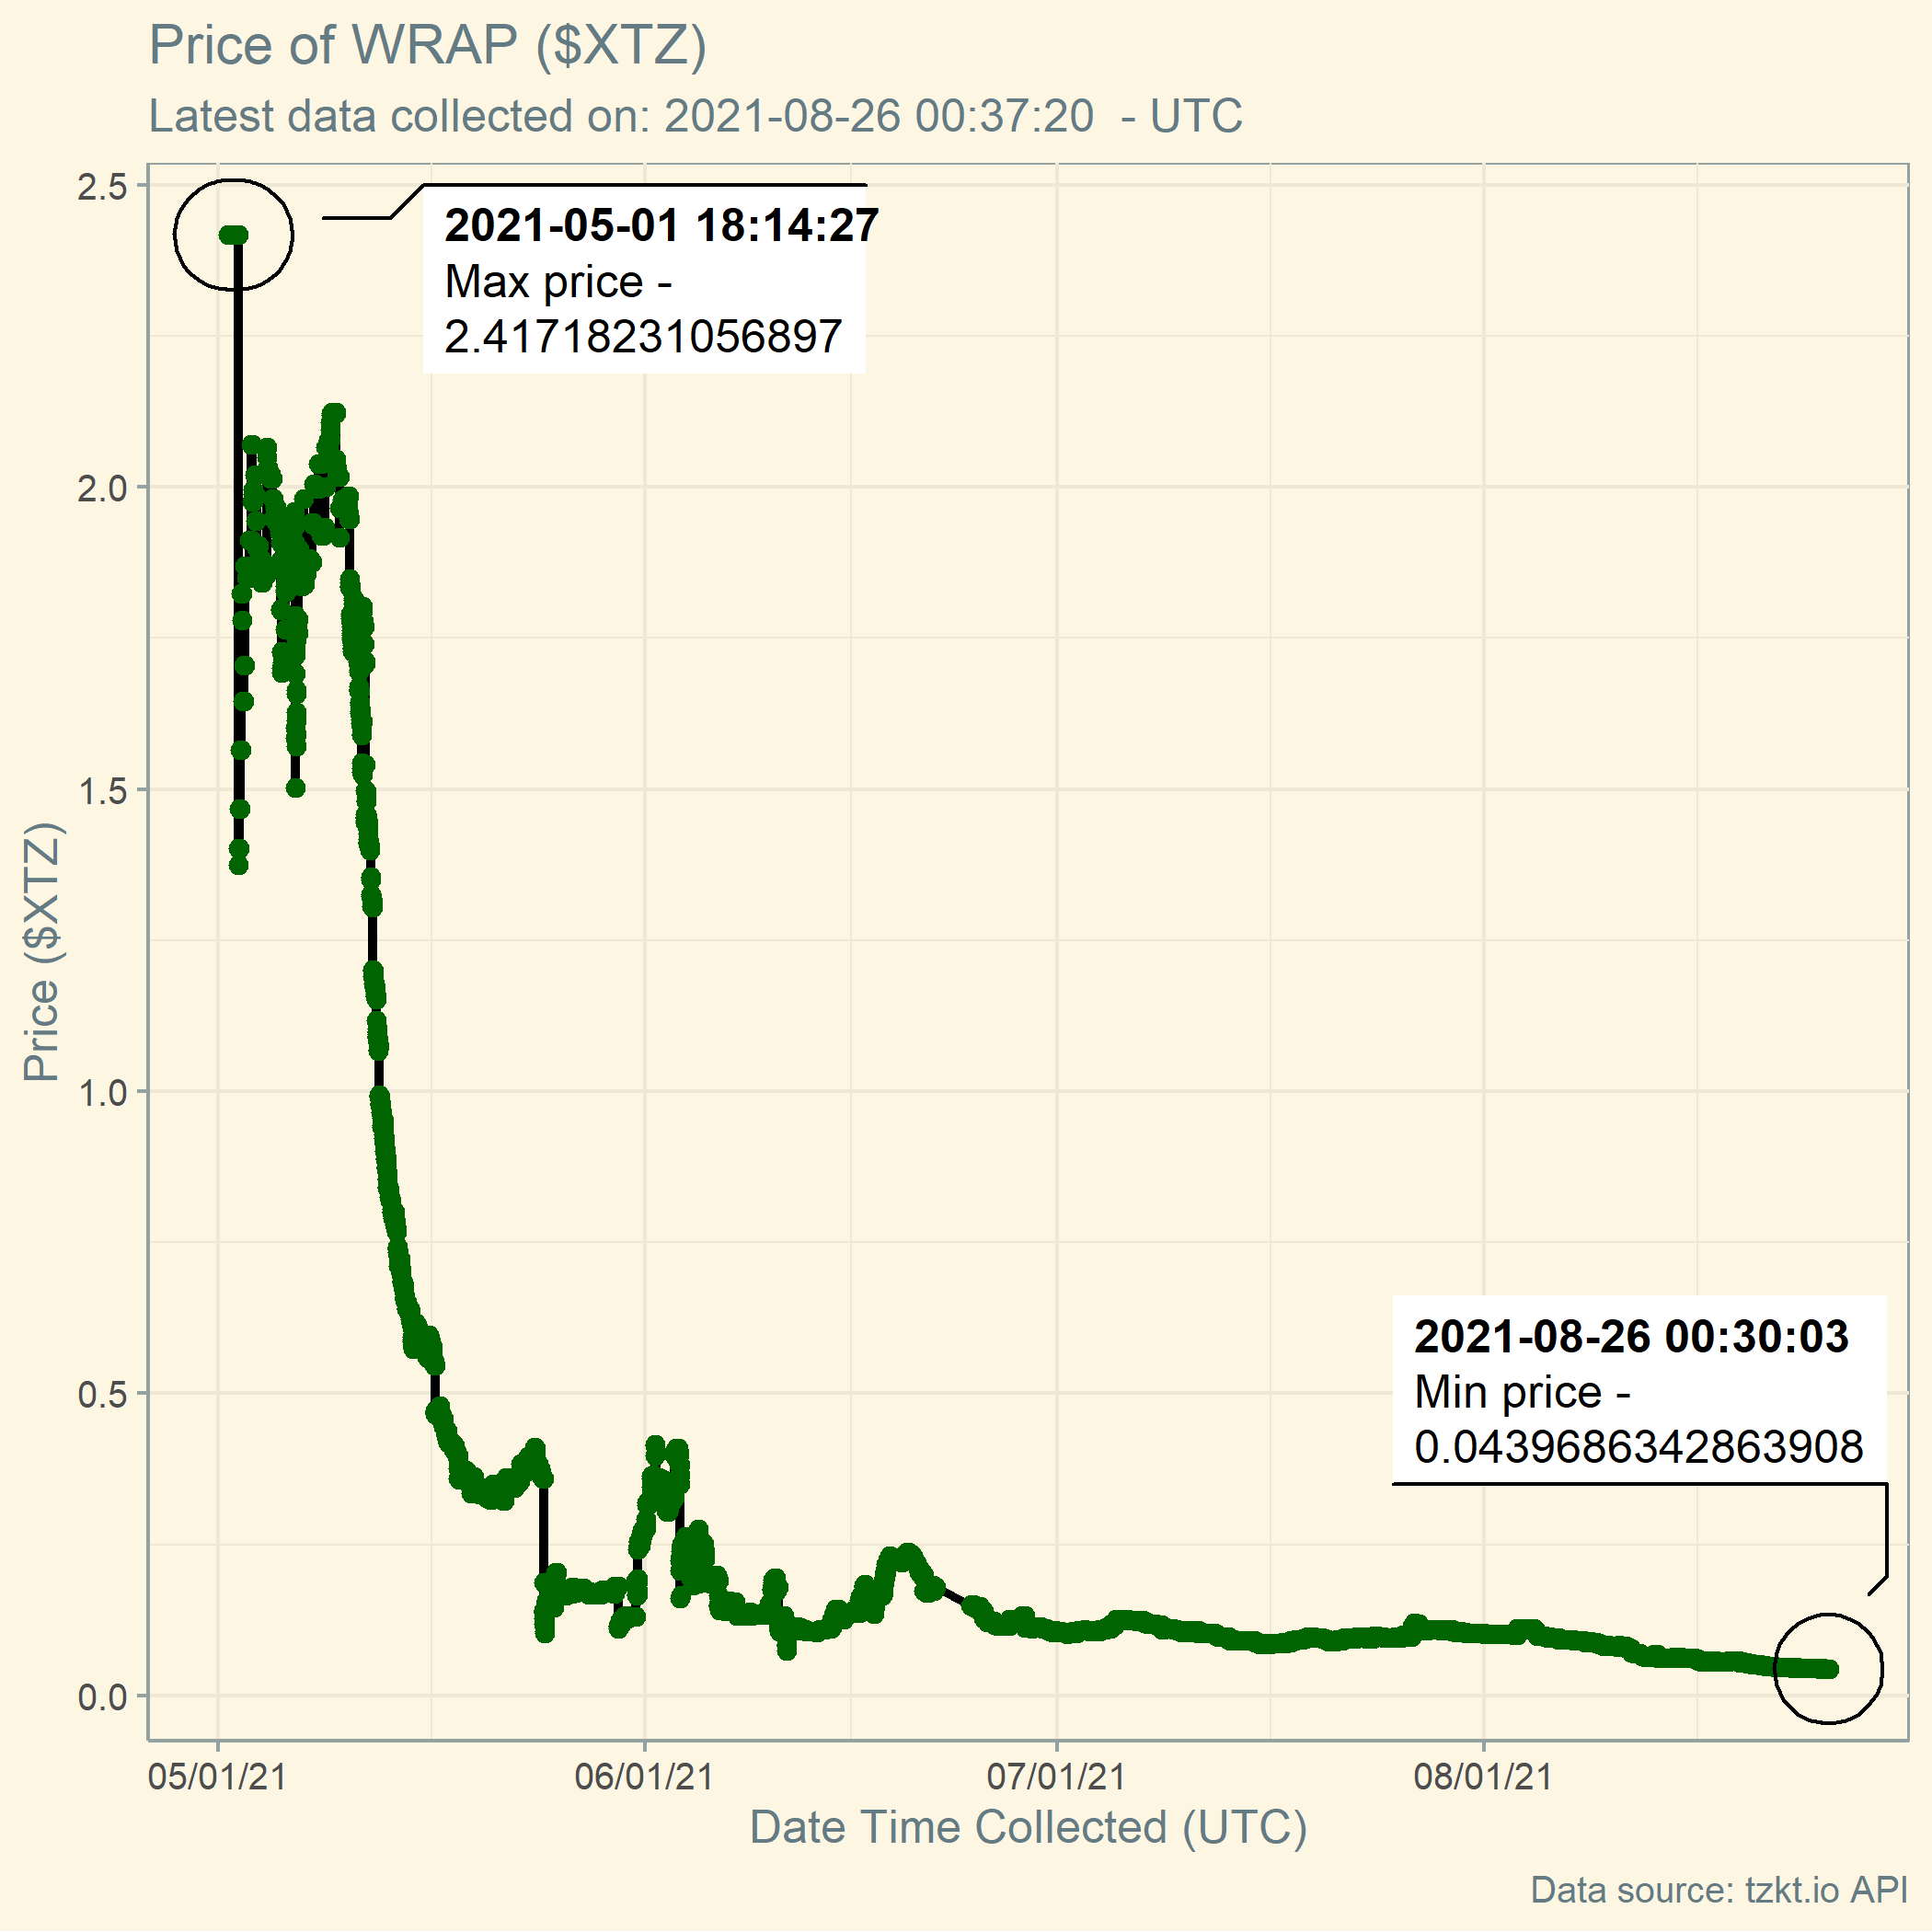 Price of WRAP ($XTZ)
Latest data collected on: 2021-08-26 00:37:20  - UTC
2.5
2021-05-01 18:14:27
Max price -
2.41718231056897
2.0
1.5
Price ($XTZ)
1.0
2021-08-26 00:30:03
Min price -
0.0439686342863908
0.5
0.0
05/01/21 06/01/21 07/01/21 08/01/21
Date Time Collected (UTC)
Data source: tzkt.io API